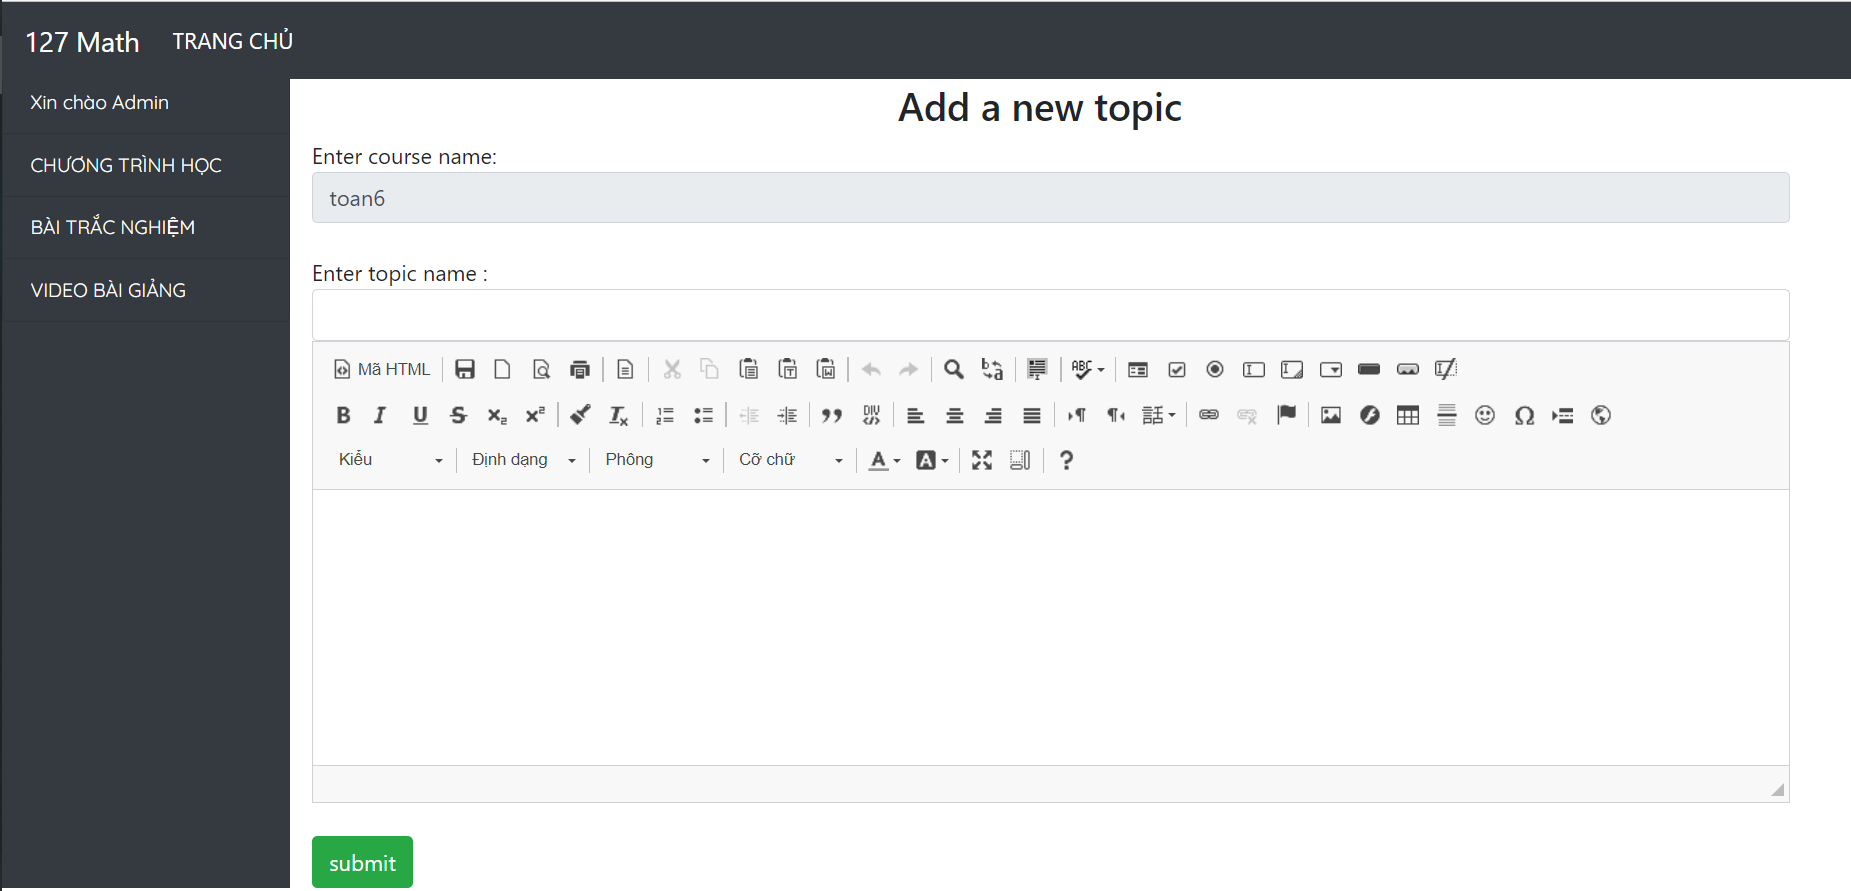 127 Math TRANG CHỦ
Xin chào Admin
CHƯƠNG TRÌNH HỌC
BÀI TRẮC NGHIỆM
VIDEO BÀI GIẢNG
Add a new topic
Enter course name:
toan6
Enter topic name :
Mã HTML
Kiểu Định dạng Phông Cỡ chữ
submit